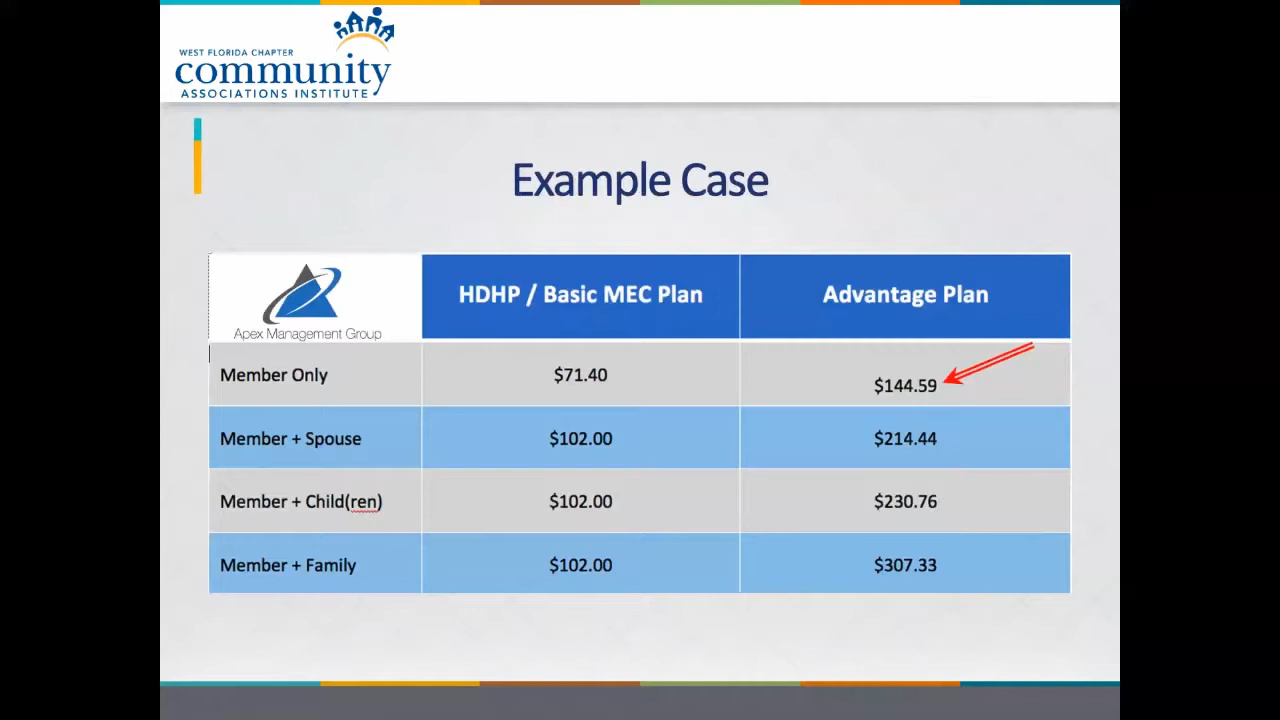 WEST FLORIDA CHAPTER
community
ASSOCIATIONS INSTITUTE
Example Case
Apex Management Group
HDHP / Basic MEC Plan
Advantage Plan
Member Only
$71.40
$144.59
Member + Spouse
$102.00
$214.44
Member + Child(ren)
$102.00
$230.76
Member + Family
$102.00
$307.33